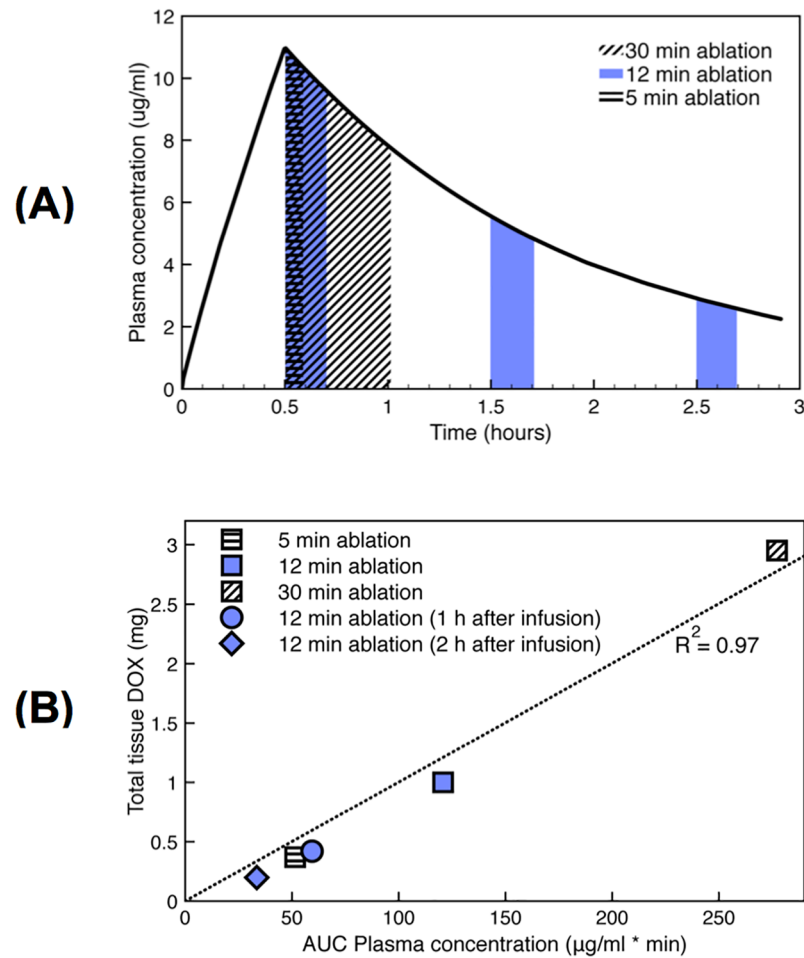 (A)
Plasma concentration (ug/ml)
12
10
8
6
4
2
0
30 min ablation
12 min ablation
5 min ablation
0 0.5 1 1.5 2 2.5 3
Time (hours)
(B)
Total tissue DOX (mg)
3
2.5
2
1.5
1
0.5
0
5 min ablation
12 min ablation
30 min ablation
12 min ablation (1 h after infusion)
12 min ablation (2 h after infusion)
R² = 0.97
0 50 100 150 200 250
AUC Plasma concentration (µg/ml * min)